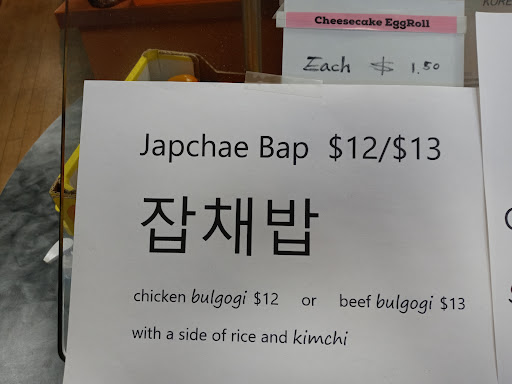 KORE
Cheesecake EggRoll
Each $ 1.50
Japchae Bap $12/$13
잡채밥
chicken bulgogi $12 or beef bulgogi $13
with a side of rice and kimchi